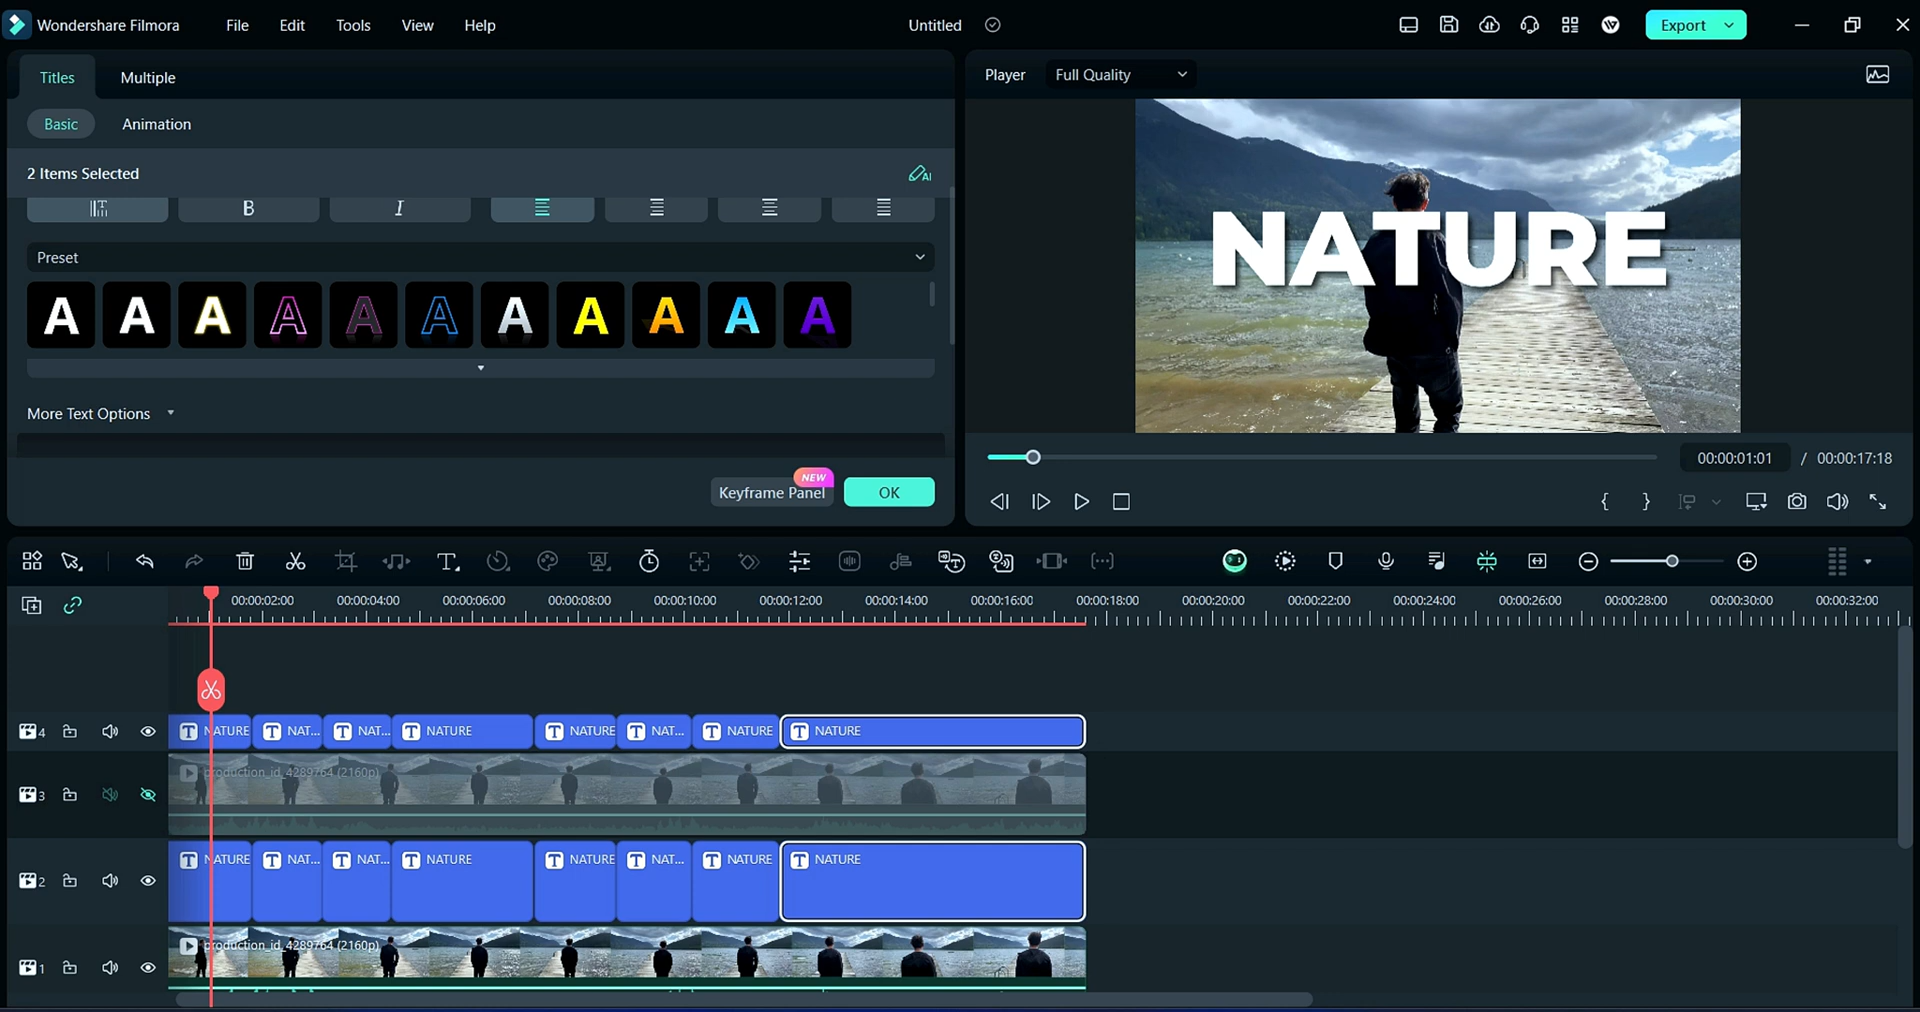 Wondershare Filmora File Edit Tools View Help Untitled Export
Titles Multiple
Player Full Quality
Basic Animation
2 Items Selected
AI
B I
Preset
A A A A A A A A A A A
More Text Options
NEW
Keyframe Panel OK
NATURE
00:00:01:01 / 00:00:17:18
{ }
00:00:02:00 00:00:04:00 00:00:06:00 00:00:08:00 00:00:10:00 00:00:12:00 00:00:14:00 00:00:16:00 00:00:18:00 00:00:20:00 00:00:22:00 00:00:24:00 00:00:26:00 00:00:28:00 00:00:30:00 00:00:32:00
4 T NATURE T NAT... T NAT... T NATURE T NATURE T NAT... T NATURE T NATURE
production_id_4289764 (2160p)
3
2 T NATURE T NAT... T NAT... T NATURE T NATURE T NAT... T NATURE T NATURE
production_id_4289764 (2160p)
1